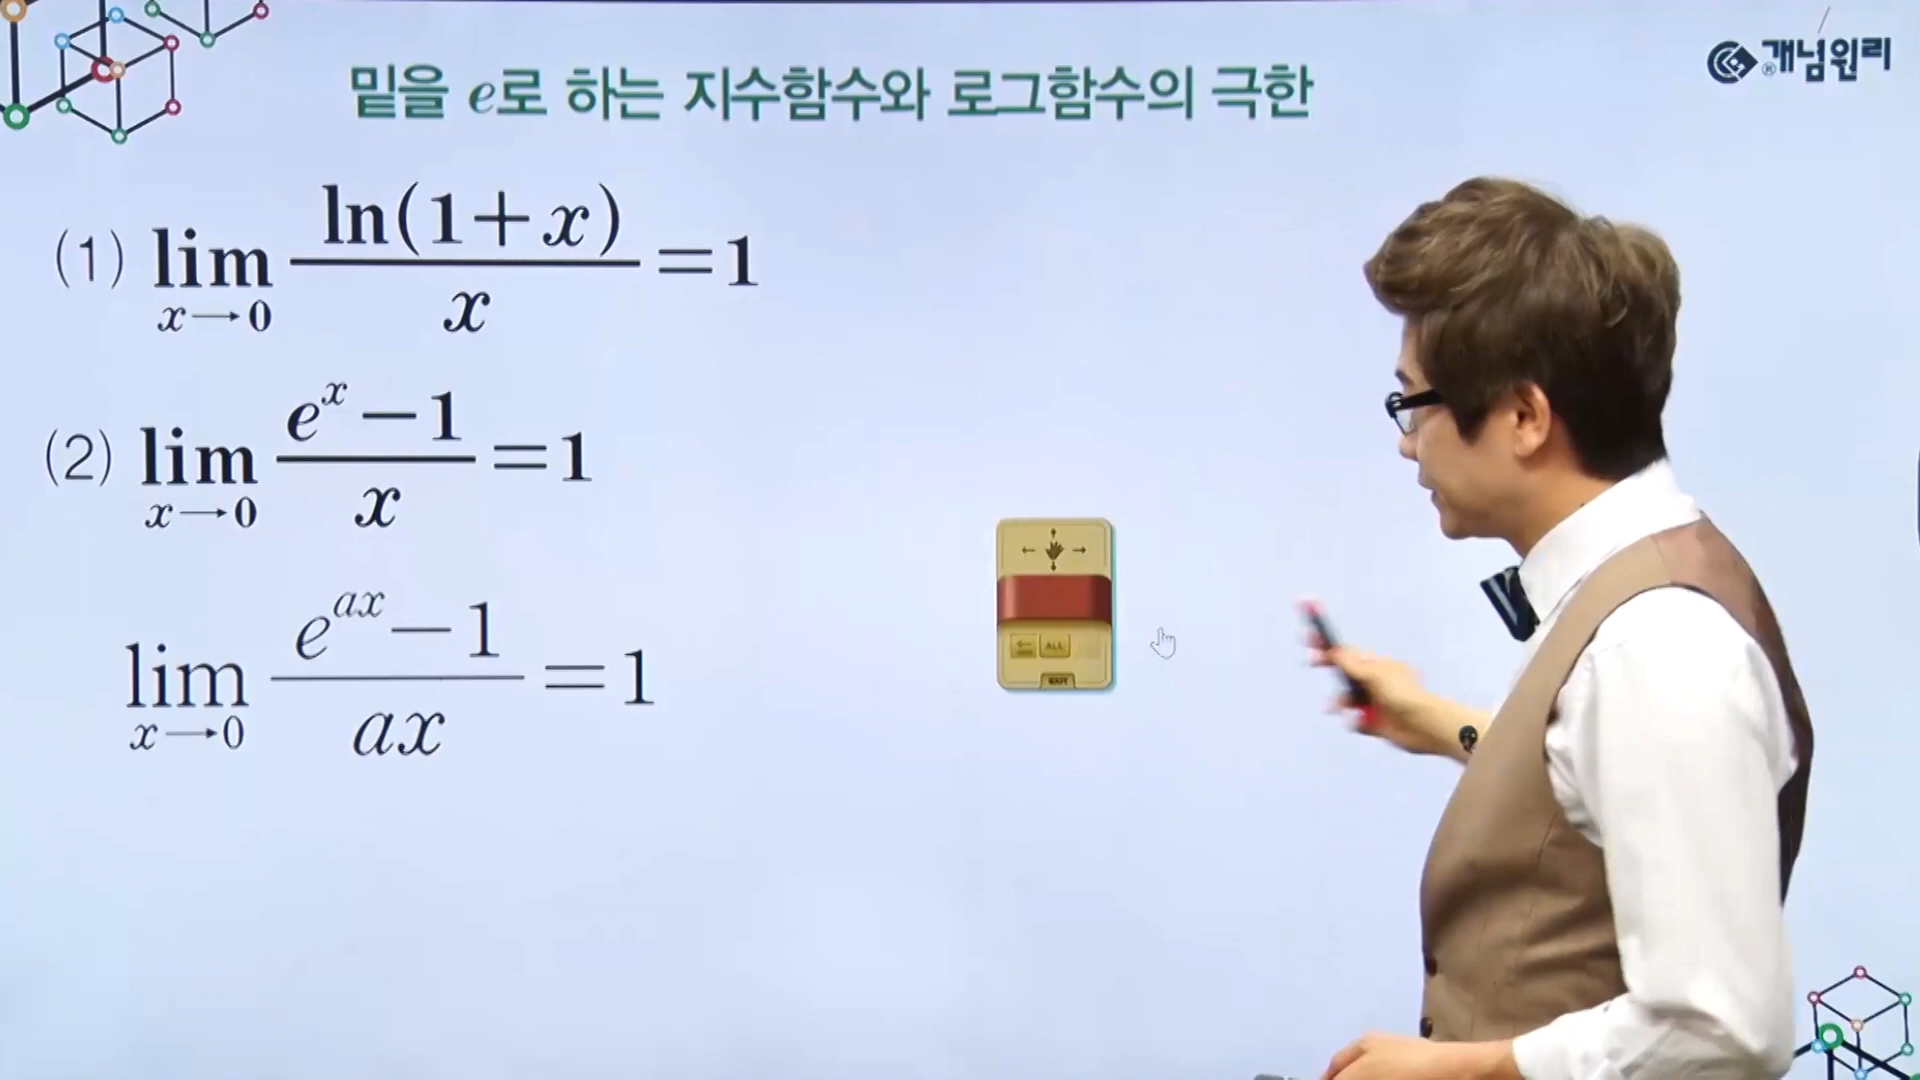 밑을 e로 하는 지수함수와 로그함수의 극한
개념원리®
(1) lim_{x→0} ln(1+x)/x = 1
(2) lim_{x→0} (e^x − 1)/x = 1
lim_{x→0} (e^{ax} − 1)/ax = 1
ALL